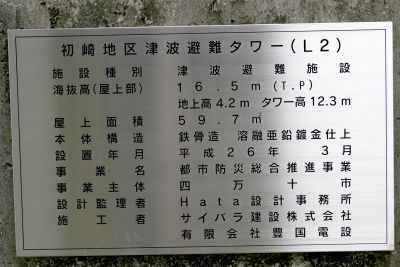 初崎地区津波避難タワー(L2)
施設種別 津波避難施設
海抜高(屋上部) 16.5m(T.P)
地上高4.2m タワー高12.3m
屋上面積 59.7㎡
本体構造 鉄骨造 溶融亜鉛鍍金仕上
設置年月 平成26年 3月
事業名 都市防災総合推進事業
事業主体 四万十市
設計監理者 Hata設計事務所
施工者 サイバラ建設株式会社
有限会社豊国電設